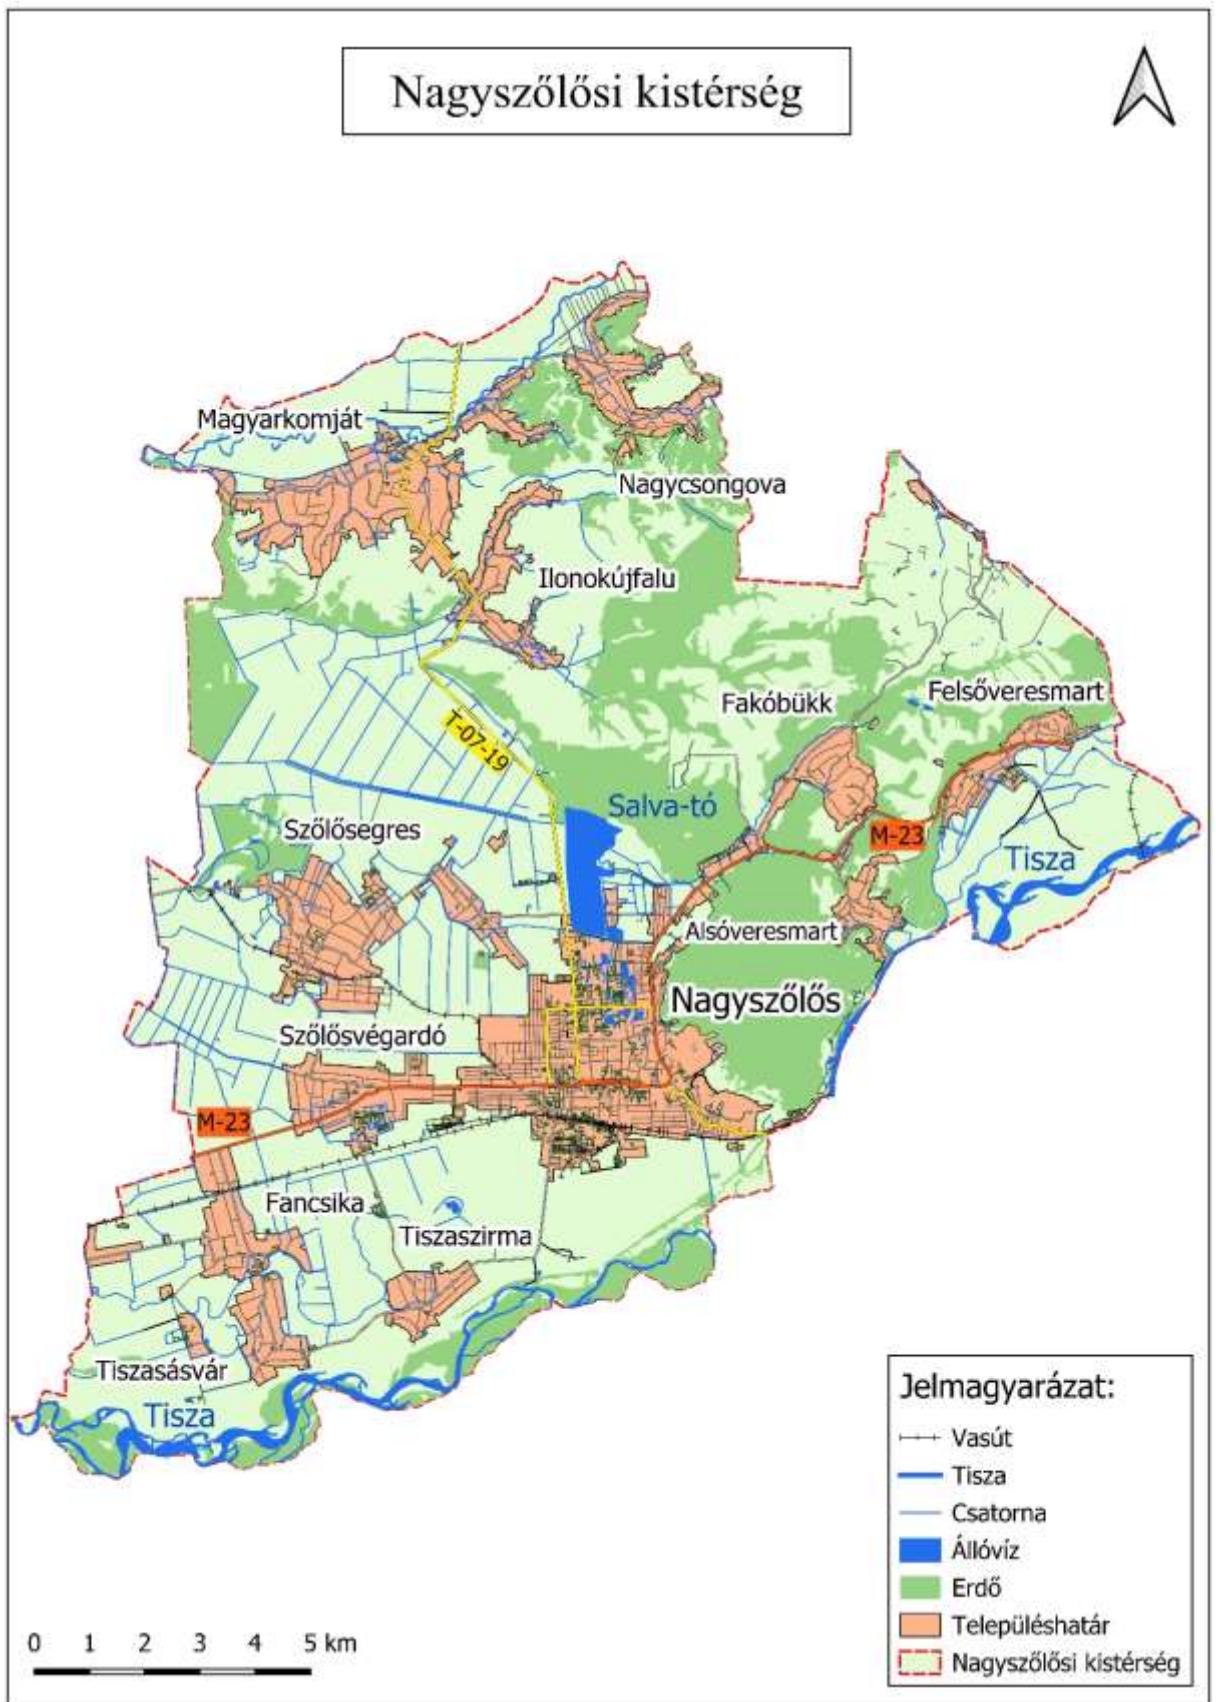 Nagyszőlősi kistérség
Magyarkomját
Nagycsongova
Ilonokújfalu
Fakóbükk
Felsőveresmart
T-07-19
Salva-tó
Szőlősegres
M-23
Tisza
Alsóveresmart
Nagyszőlős
Szőlősvégardó
M-23
Fancsika
Tiszaszirma
Tiszasásvár
Tisza
Jelmagyarázat:
Vasút
Tisza
Csatorna
Állóvíz
Erdő
Településhatár
Nagyszőlősi kistérség
0 1 2 3 4 5 km